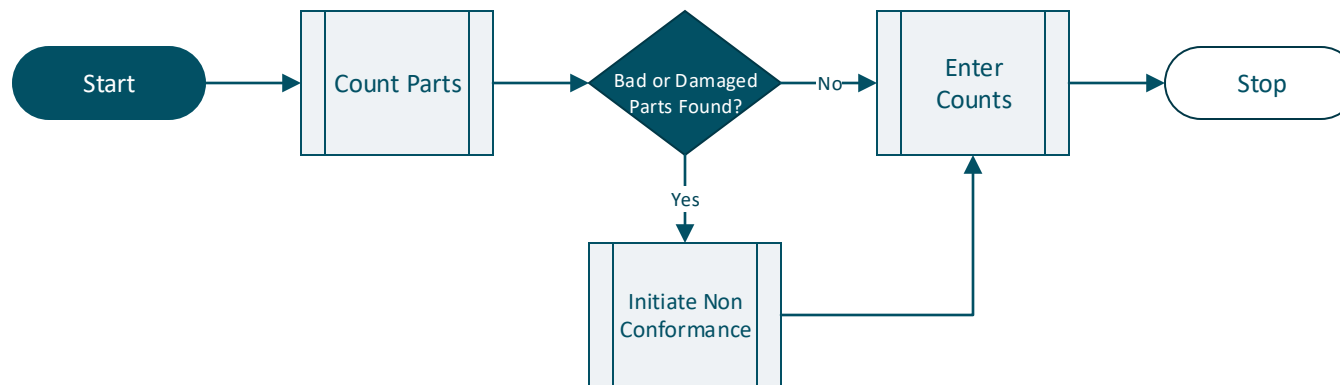 Start
Count Parts
Bad or Damaged
Parts Found?
No
Enter
Counts
Stop
Yes
Initiate Non
Conformance